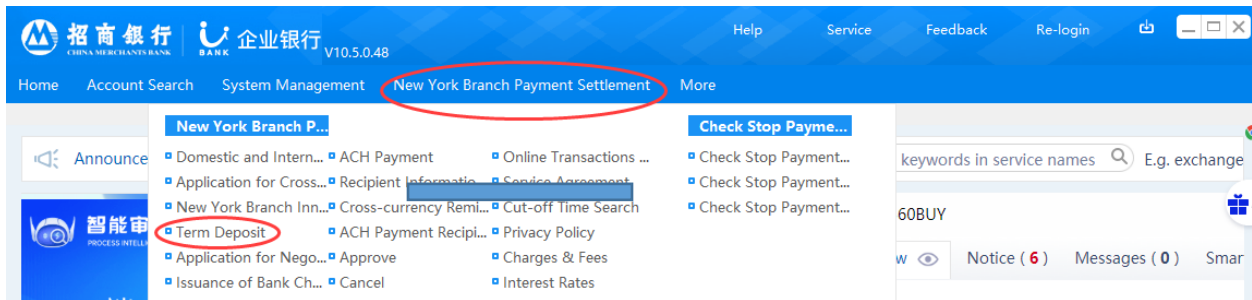 招商银行 企业银行 V10.5.0.48 Help Service Feedback Re-login
CHINA MERCHANTS BANK BANK
Home Account Search System Management New York Branch Payment Settlement More
New York Branch P... Check Stop Payme...
Announce Domestic and Intern... ACH Payment Online Transactions ... Check Stop Payment... keywords in service names E.g. exchange
Application for Cross... Recipient Informatio... Service Agreement Check Stop Payment...
New York Branch Inn... Cross-currency Remi... Cut-off Time Search Check Stop Payment... 60BUY
智能审 Term Deposit ACH Payment Recipi... Privacy Policy
PROCESS INTELLI Application for Nego... Approve Charges & Fees w Notice ( 6 ) Messages ( 0 ) Smar
Issuance of Bank Ch... Cancel Interest Rates